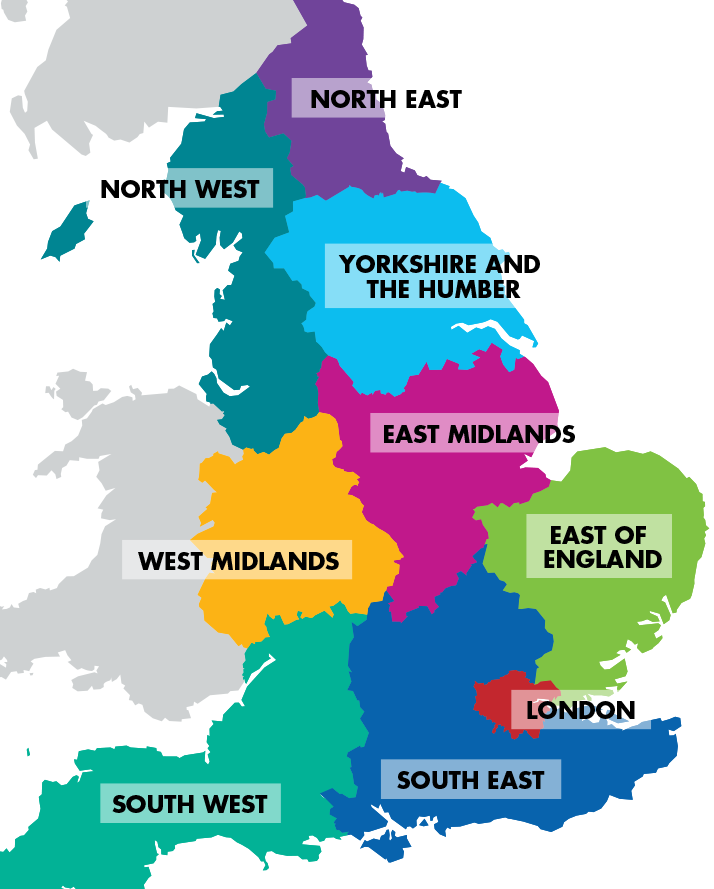 NORTH EAST
NORTH WEST
YORKSHIRE AND
THE HUMBER
EAST MIDLANDS
EAST OF
ENGLAND
WEST MIDLANDS
LONDON
SOUTH EAST
SOUTH WEST